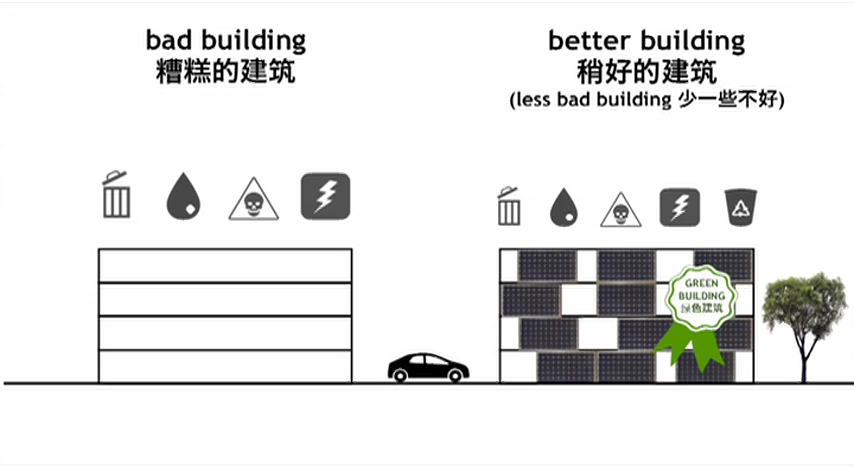 bad building
糟糕的建筑
better building
稍好的建筑
(less bad building 少一些不好)
GREEN
BUILDING
绿色建筑